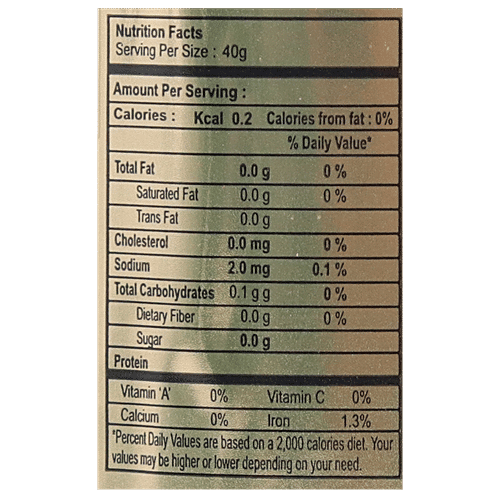 Nutrition Facts
Serving Per Size : 40g
Amount Per Serving :
Calories : Kcal 0.2 Calories from fat : 0%
% Daily Value*
Total Fat 0.0 g 0 %
Saturated Fat 0.0 g 0 %
Trans Fat 0.0 g
Cholesterol 0.0 mg 0 %
Sodium 2.0 mg 0.1 %
Total Carbohydrates 0.1 g g 0 %
Dietary Fiber 0.0 g 0 %
Sugar 0.0 g
Protein
Vitamin 'A' 0% Vitamin C 0%
Calcium 0% Iron 1.3%
*Percent Daily Values are based on a 2,000 calories diet. Your
values may be higher or lower depending on your need.